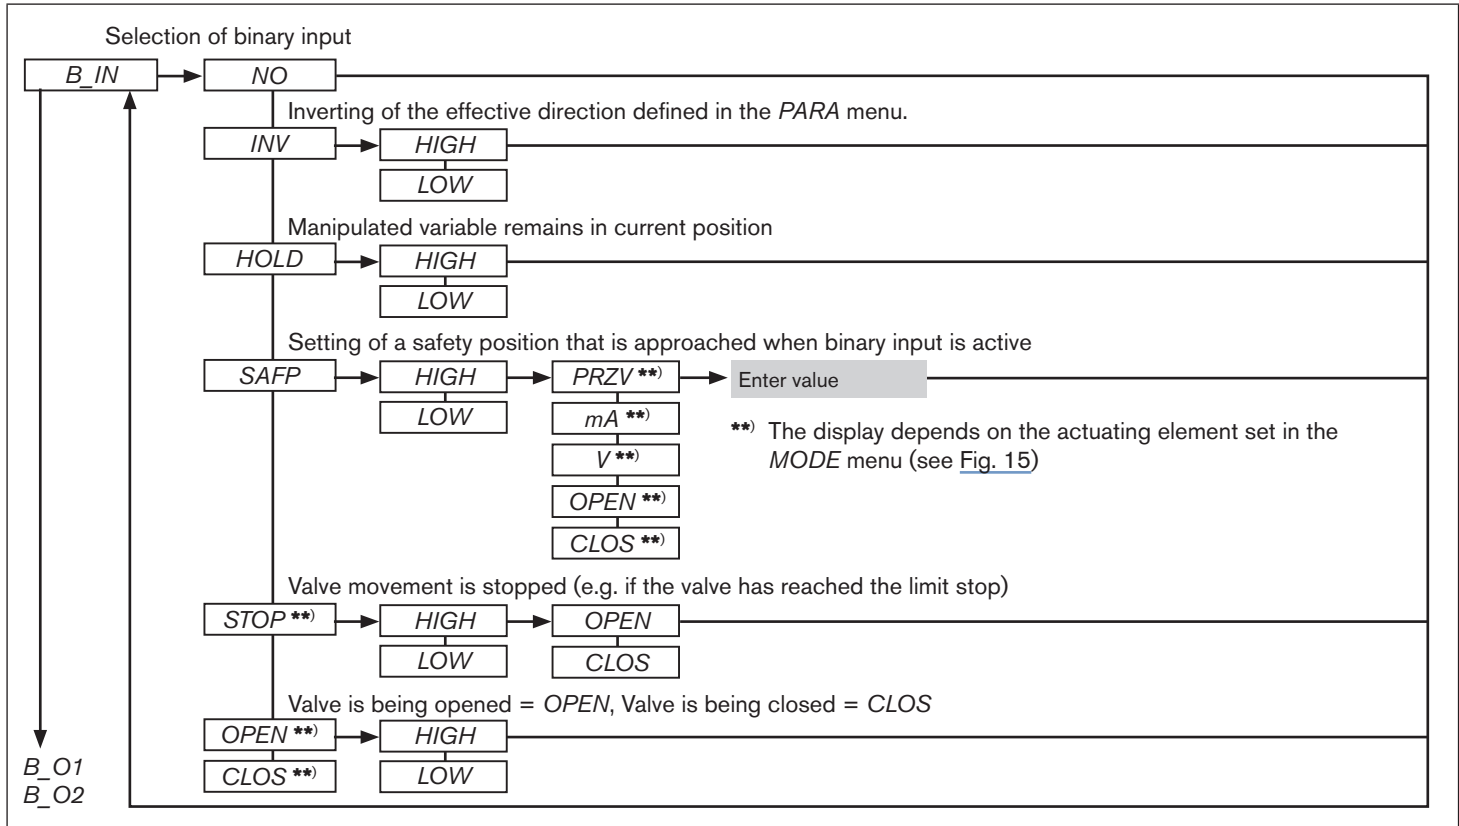 Selection of binary input
B_IN NO
Inverting of the effective direction defined in the PARA menu.
INV HIGH
LOW
Manipulated variable remains in current position
HOLD HIGH
LOW
Setting of a safety position that is approached when binary input is active
SAFP HIGH PRZV **) Enter value
LOW mA **)
V **)
OPEN **)
CLOS **)
**) The display depends on the actuating element set in the
MODE menu (see Fig. 15)
Valve movement is stopped (e.g. if the valve has reached the limit stop)
STOP **) HIGH OPEN
LOW CLOS
Valve is being opened = OPEN, Valve is being closed = CLOS
OPEN **) HIGH
CLOS **) LOW
B_O1
B_O2